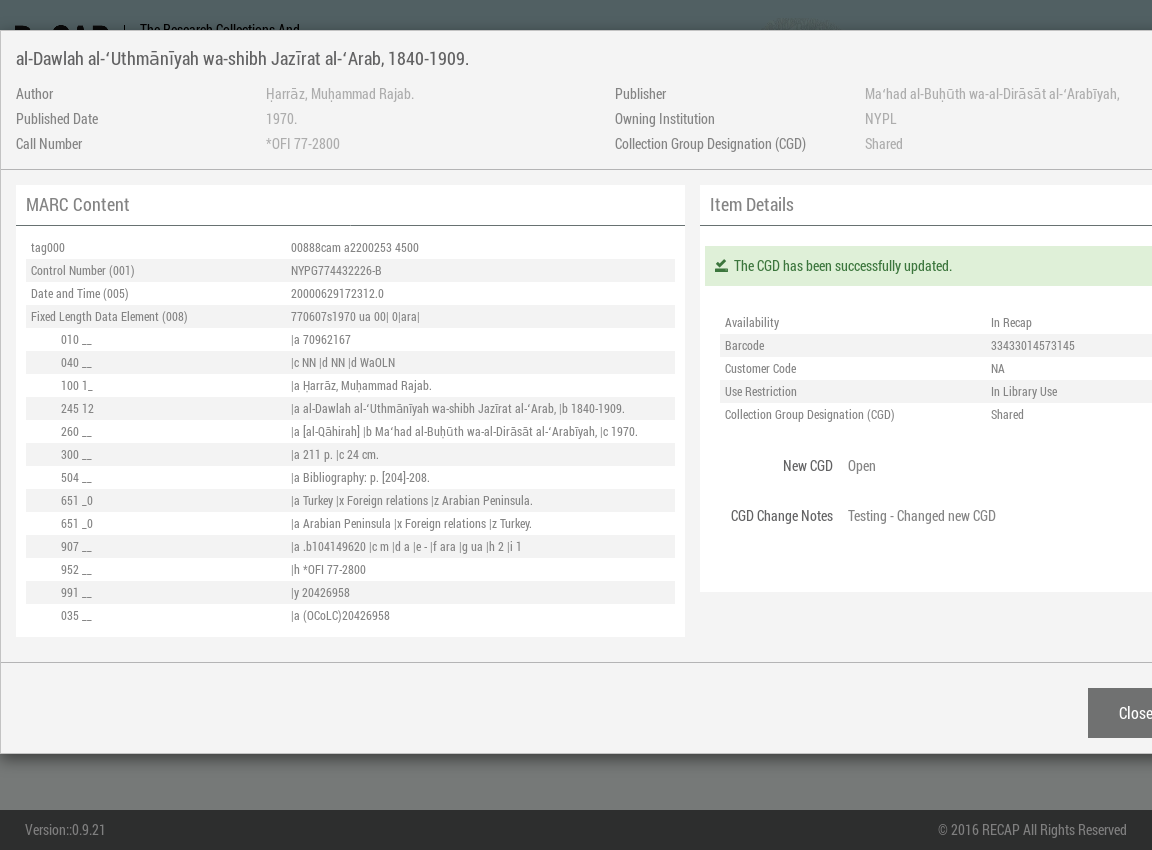 The Research Collections And
al-Dawlah al-ʻUthmānīyah wa-shibh Jazīrat al-ʻArab, 1840-1909.
Author Ḥarrāz, Muḥammad Rajab. Publisher Maʻhad al-Buḥūth wa-al-Dirāsāt al-ʻArabīyah,
Published Date 1970. Owning Institution NYPL
Call Number *OFI 77-2800 Collection Group Designation (CGD) Shared
MARC Content
tag000 00888cam a2200253 4500
Control Number (001) NYPG774432226-B
Date and Time (005) 20000629172312.0
Fixed Length Data Element (008) 770607s1970 ua 00| 0|ara|
010 __ |a 70962167
040 __ |c NN |d NN |d WaOLN
100 1_ |a Ḥarrāz, Muḥammad Rajab.
245 12 |a al-Dawlah al-ʻUthmānīyah wa-shibh Jazīrat al-ʻArab, |b 1840-1909.
260 __ |a [al-Qāhirah] |b Maʻhad al-Buḥūth wa-al-Dirāsāt al-ʻArabīyah, |c 1970.
300 __ |a 211 p. |c 24 cm.
504 __ |a Bibliography: p. [204]-208.
651 _0 |a Turkey |x Foreign relations |z Arabian Peninsula.
651 _0 |a Arabian Peninsula |x Foreign relations |z Turkey.
907 __ |a .b104149620 |c m |d a |e - |f ara |g ua |h 2 |i 1
952 __ |h *OFI 77-2800
991 __ |y 20426958
035 __ |a (OCoLC)20426958
Item Details
The CGD has been successfully updated.
Availability In Recap
Barcode 33433014573145
Customer Code NA
Use Restriction In Library Use
Collection Group Designation (CGD) Shared
New CGD Open
CGD Change Notes Testing - Changed new CGD
Close
Version::0.9.21 © 2016 RECAP All Rights Reserved